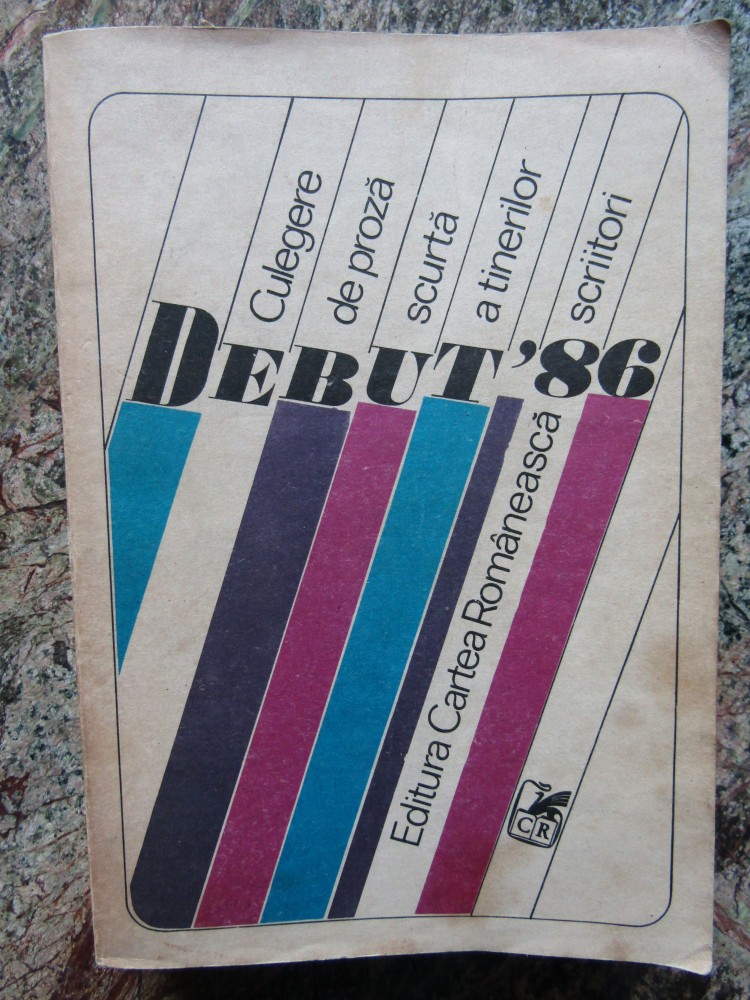 Culegere
de proză
scurtă
a tinerilor
scriitori
DEBUT '86
Editura Cartea Românească
CR